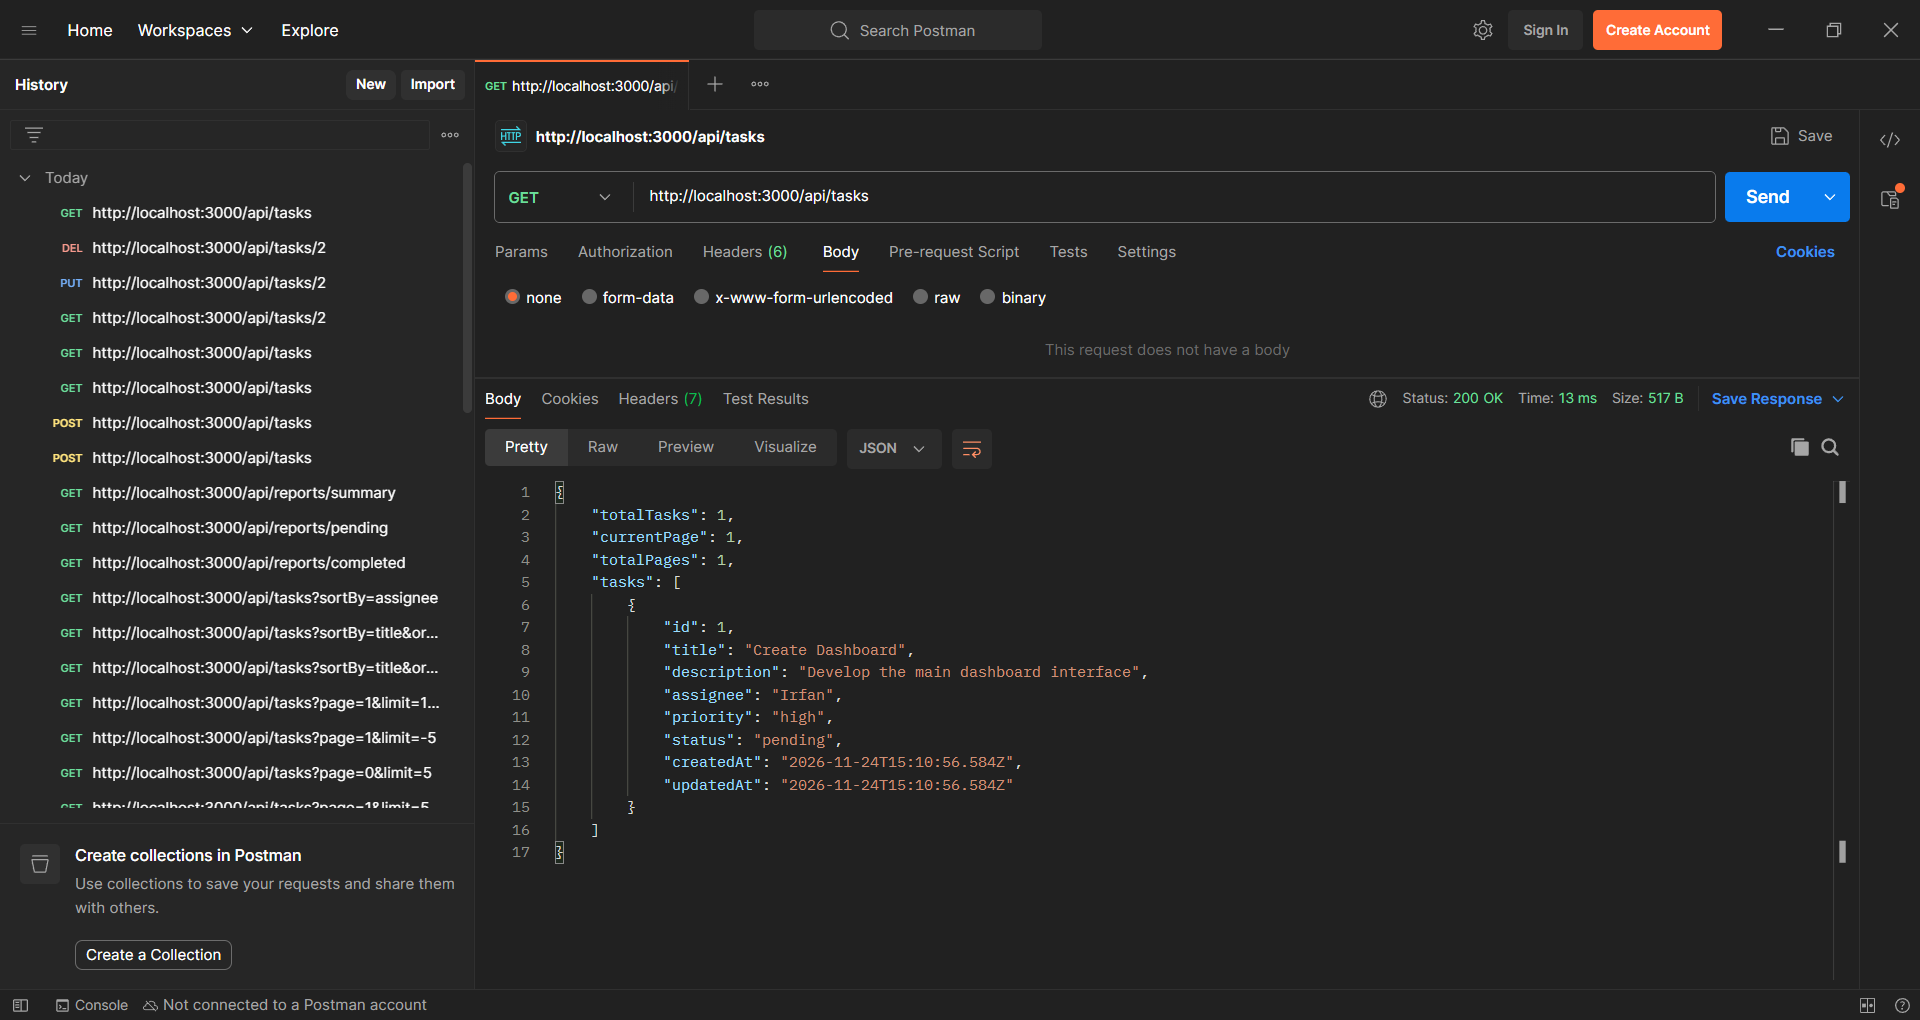 Home Workspaces Explore Search Postman Sign In Create Account
History New Import
GET http://localhost:3000/api/
HTTP http://localhost:3000/api/tasks Save
GET http://localhost:3000/api/tasks Send
Params Authorization Headers (6) Body Pre-request Script Tests Settings Cookies
none form-data x-www-form-urlencoded raw binary
This request does not have a body
Today
GET http://localhost:3000/api/tasks
DEL http://localhost:3000/api/tasks/2
PUT http://localhost:3000/api/tasks/2
GET http://localhost:3000/api/tasks/2
GET http://localhost:3000/api/tasks
GET http://localhost:3000/api/tasks
POST http://localhost:3000/api/tasks
POST http://localhost:3000/api/tasks
GET http://localhost:3000/api/reports/summary
GET http://localhost:3000/api/reports/pending
GET http://localhost:3000/api/reports/completed
GET http://localhost:3000/api/tasks?sortBy=assignee
GET http://localhost:3000/api/tasks?sortBy=title&or...
GET http://localhost:3000/api/tasks?sortBy=title&or...
GET http://localhost:3000/api/tasks?page=1&limit=1...
GET http://localhost:3000/api/tasks?page=1&limit=-5
GET http://localhost:3000/api/tasks?page=0&limit=5
GET http://localhost:3000/api/tasks?page=1&limit=5
Create collections in Postman
Use collections to save your requests and share them
with others.
Create a Collection
Body Cookies Headers (7) Test Results Status: 200 OK Time: 13 ms Size: 517 B Save Response
Pretty Raw Preview Visualize JSON
1 {
2 "totalTasks": 1,
3 "currentPage": 1,
4 "totalPages": 1,
5 "tasks": [
6 {
7 "id": 1,
8 "title": "Create Dashboard",
9 "description": "Develop the main dashboard interface",
10 "assignee": "Irfan",
11 "priority": "high",
12 "status": "pending",
13 "createdAt": "2026-11-24T15:10:56.584Z",
14 "updatedAt": "2026-11-24T15:10:56.584Z"
15 }
16 ]
17 }
Console Not connected to a Postman account